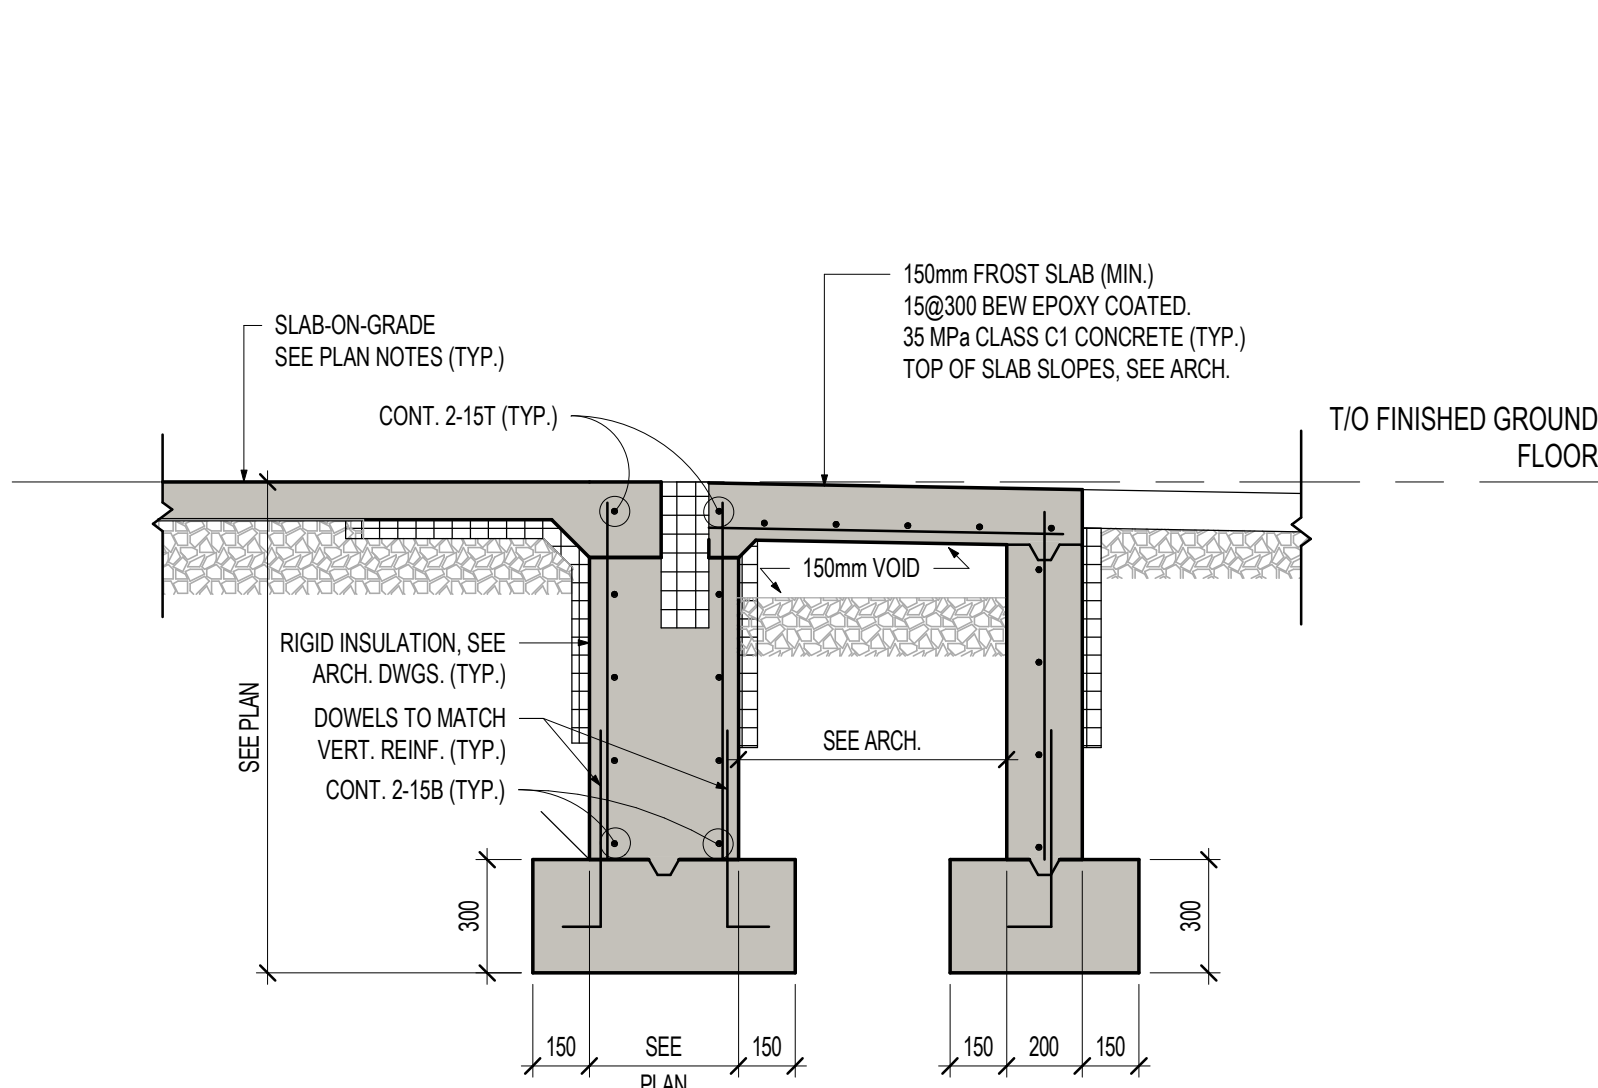 150mm FROST SLAB (MIN.)
15@300 BEW EPOXY COATED.
35 MPa CLASS C1 CONCRETE (TYP.)
TOP OF SLAB SLOPES, SEE ARCH.
SLAB-ON-GRADE
SEE PLAN NOTES (TYP.)
CONT. 2-15T (TYP.)
T/O FINISHED GROUND
FLOOR
150mm VOID
RIGID INSULATION, SEE
ARCH. DWGS. (TYP.)
DOWELS TO MATCH
VERT. REINF. (TYP.)
CONT. 2-15B (TYP.)
SEE PLAN
SEE ARCH.
300
300
150
SEE
PLAN
150
150
200
150